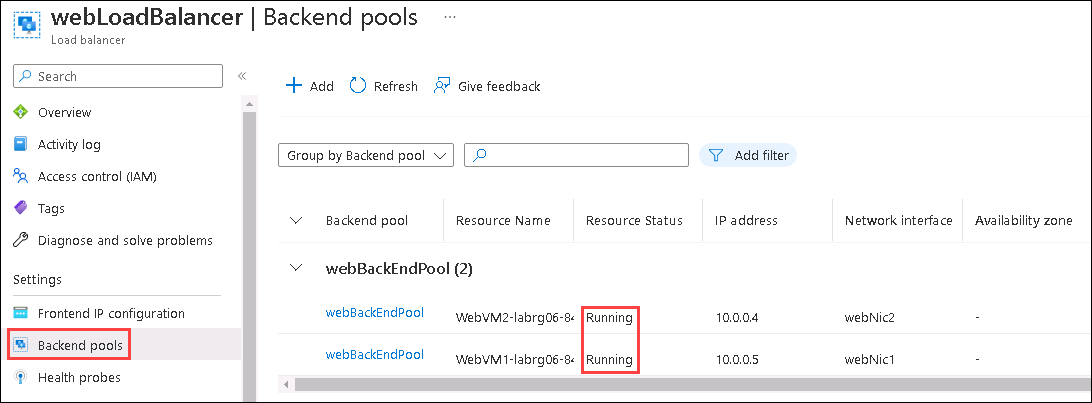 webLoadBalancer | Backend pools ...
Load balancer
Search «
Overview
Activity log
Access control (IAM)
Tags
Diagnose and solve problems
Settings
Frontend IP configuration
Backend pools
Health probes
+ Add Refresh Give feedback
Group by Backend pool Add filter
Backend pool Resource Name Resource Status IP address Network interface Availability zone
webBackEndPool (2)
webBackEndPool WebVM2-labrg06-84 Running 10.0.0.4 webNic2 -
webBackEndPool WebVM1-labrg06-84 Running 10.0.0.5 webNic1 -